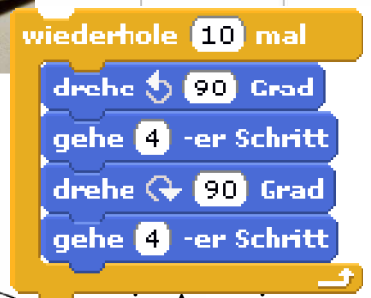 wiederhole 10 mal
drehe 90 Grad
gehe 4 -er Schritt
drehe 90 Grad
gehe 4 -er Schritt